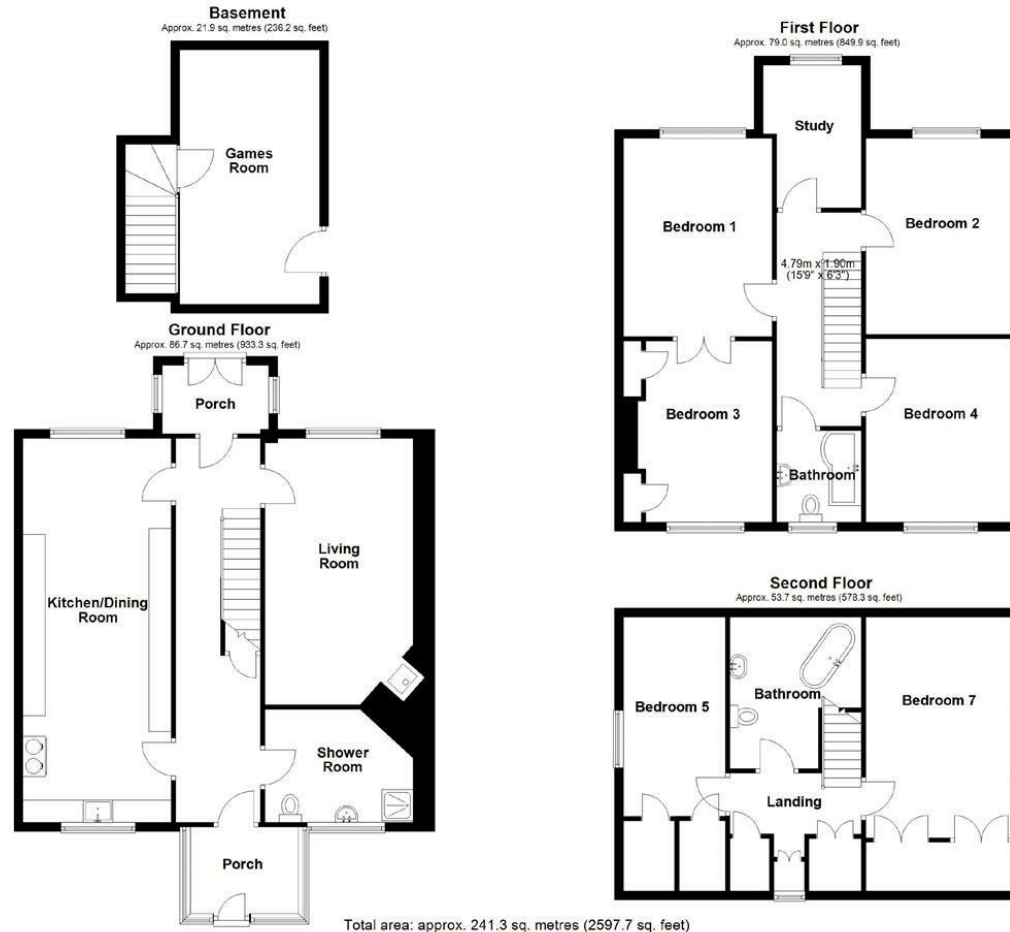 Basement
Approx. 21.9 sq. metres (236.2 sq. feet)
Games
Room
Ground Floor
Approx. 86.7 sq. metres (933.3 sq. feet)
Porch
Living
Room
Kitchen/Dining
Room
Shower
Room
Porch
First Floor
Approx. 79.0 sq. metres (849.9 sq. feet)
Study
Bedroom 1
Bedroom 2
4.79m x 1.90m
(15'9" x 6'3")
Bedroom 3
Bedroom 4
Bathroom
Second Floor
Approx. 53.7 sq. metres (578.3 sq. feet)
Bedroom 5
Bathroom
Bedroom 7
Landing
Total area: approx. 241.3 sq. metres (2597.7 sq. feet)